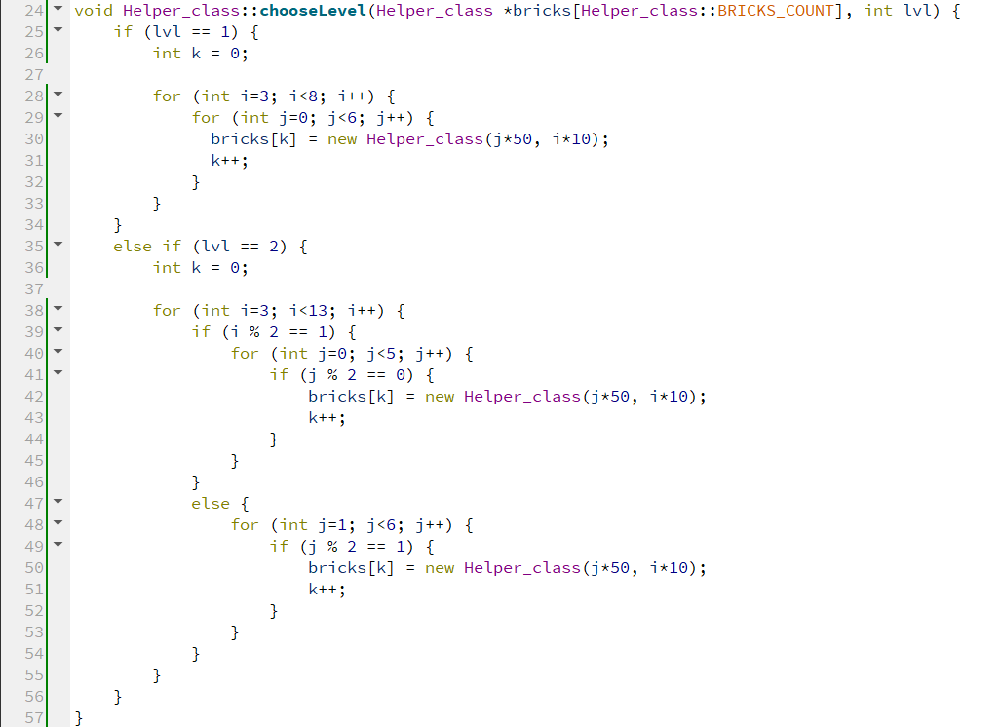 24 void Helper_class::chooseLevel(Helper_class *bricks[Helper_class::BRICKS_COUNT], int lvl) {
25     if (lvl == 1) {
26         int k = 0;
27
28         for (int i=3; i<8; i++) {
29             for (int j=0; j<6; j++) {
30               bricks[k] = new Helper_class(j*50, i*10);
31               k++;
32             }
33         }
34     }
35     else if (lvl == 2) {
36         int k = 0;
37
38         for (int i=3; i<13; i++) {
39             if (i % 2 == 1) {
40                 for (int j=0; j<5; j++) {
41                     if (j % 2 == 0) {
42                         bricks[k] = new Helper_class(j*50, i*10);
43                         k++;
44                     }
45                 }
46             }
47             else {
48                 for (int j=1; j<6; j++) {
49                     if (j % 2 == 1) {
50                         bricks[k] = new Helper_class(j*50, i*10);
51                         k++;
52                     }
53                 }
54             }
55         }
56     }
57 }